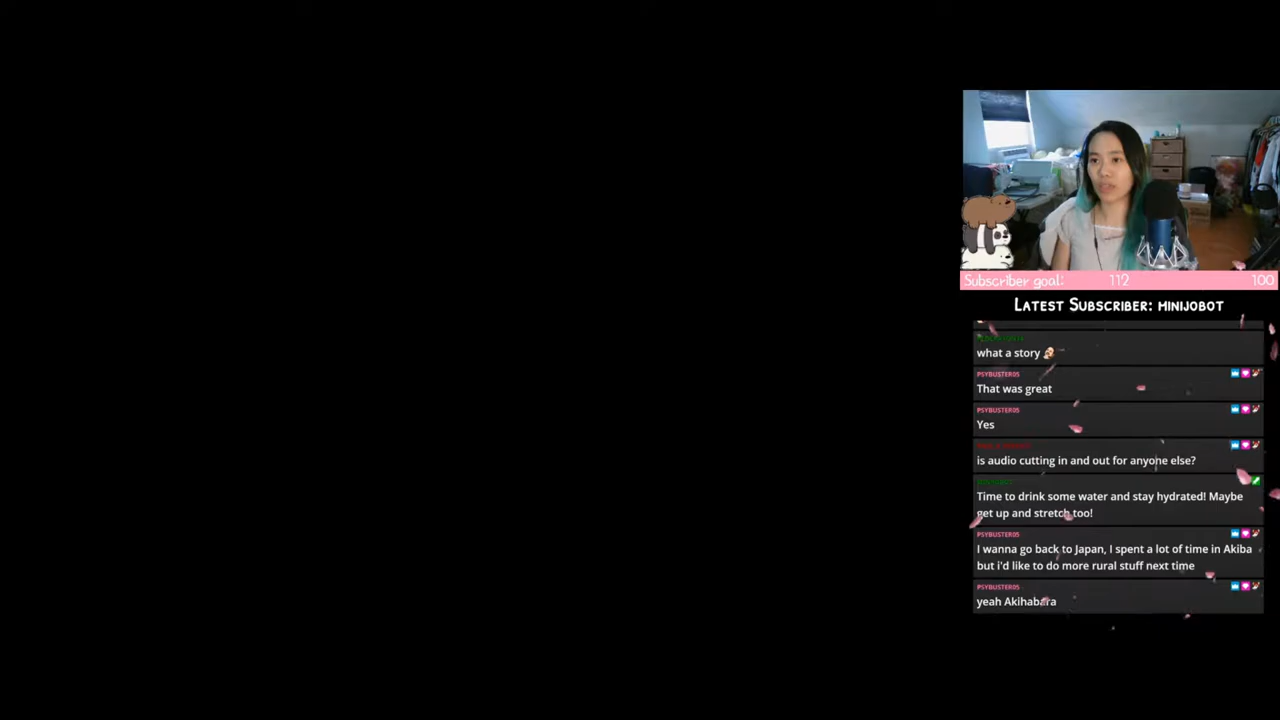 Subscriber goal: 112 100
Latest Subscriber: minijobot
what a story
PSYBUSTER05
That was great
PSYBUSTER05
Yes
is audio cutting in and out for anyone else?
Time to drink some water and stay hydrated! Maybe
get up and stretch too!
PSYBUSTER05
I wanna go back to Japan, I spent a lot of time in Akiba
but i'd like to do more rural stuff next time
PSYBUSTER05
yeah Akihabara